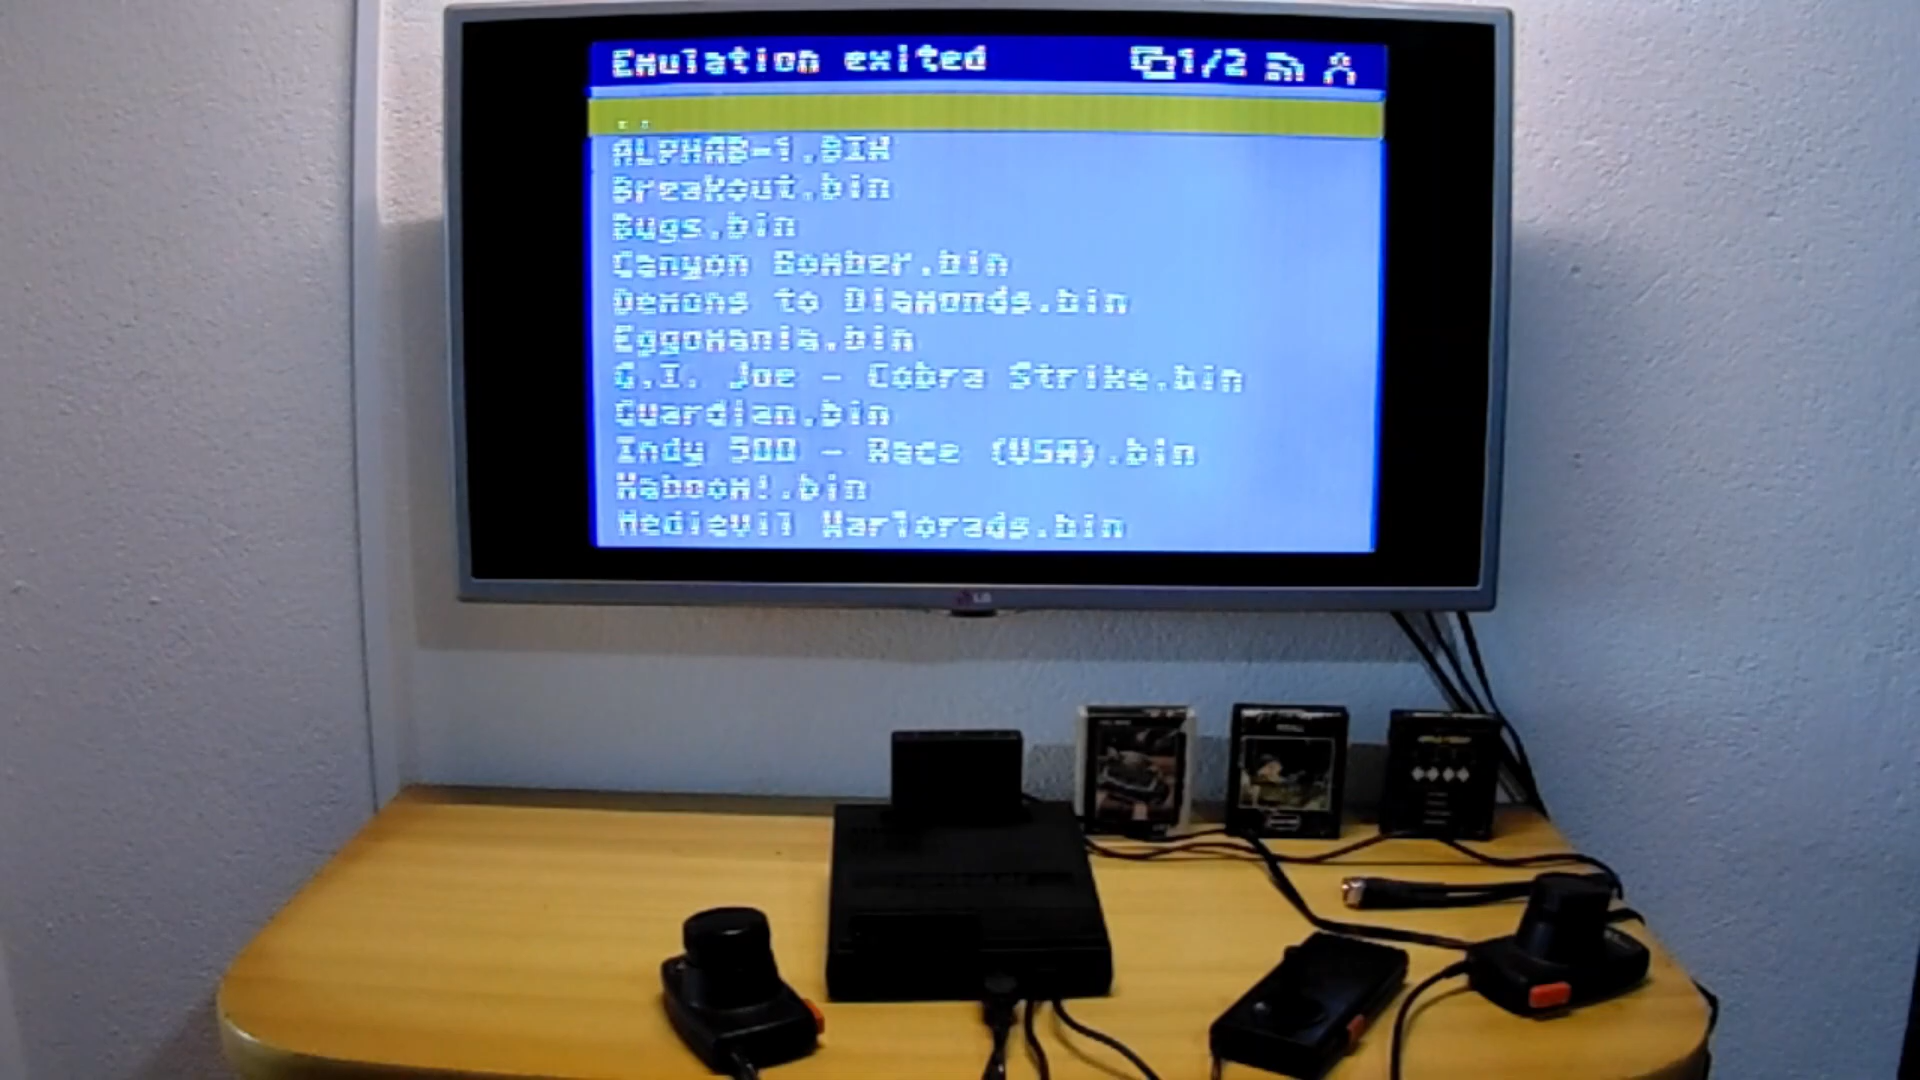 Emulation exited 1/2
..
ALPHAB-1.BIN
Breakout.bin
Bugs.bin
Canyon Bomber.bin
Demons to Diamonds.bin
Eggomania.bin
G.I. Joe - Cobra Strike.bin
Guardian.bin
Indy 500 - Race (USA).bin
Kaboom!.bin
Medievil Warlorads.bin
LG